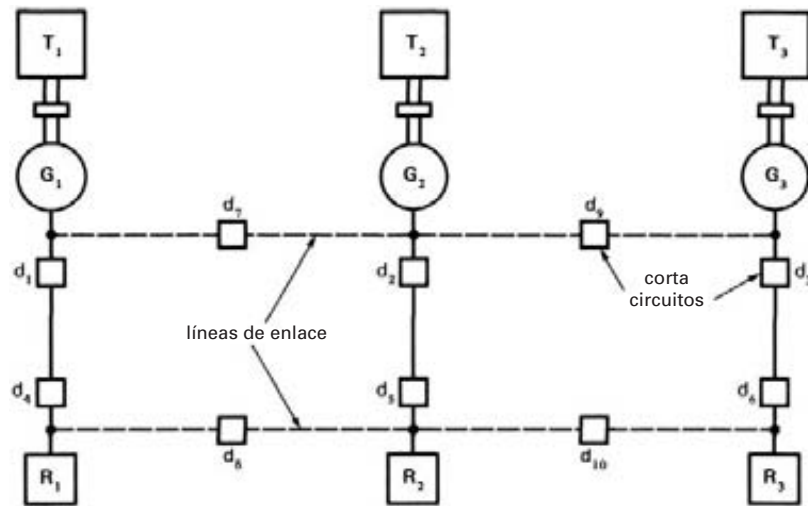 T₁
T₂
T₃
G₁
G₂
G₃
d₇
d₉
d₁
d₂
corta
circuitos
d₃
líneas de enlace
d₄
d₅
d₆
d₈
d₁₀
R₁
R₂
R₃